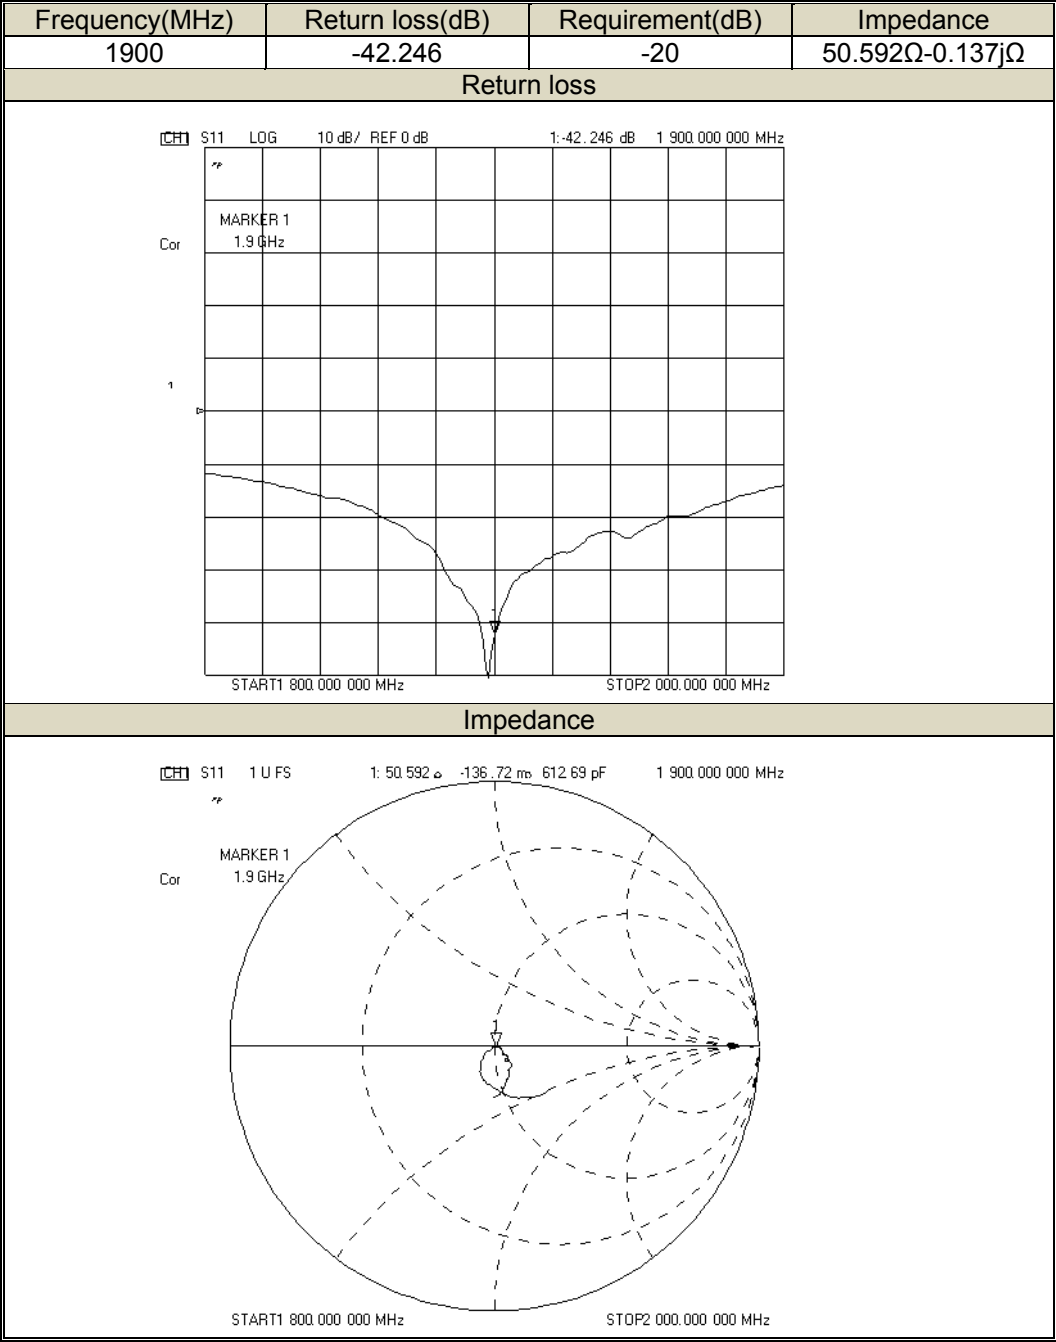 Frequency(MHz) Return loss(dB) Requirement(dB) Impedance
1900 -42.246 -20 50.592Ω-0.137jΩ
Return loss
CH1 S11 LOG 10 dB/ REF 0 dB 1:-42.246 dB 1 900.000 000 MHz
MARKER 1
1.9 GHz
Cor
1
START1 800.000 000 MHz STOP2 000.000 000 MHz
Impedance
CH1 S11 1 U FS 1: 50.592 -136.72 612.69 pF 1 900.000 000 MHz
MARKER 1
1.9 GHz
Cor
1
START1 800.000 000 MHz STOP2 000.000 000 MHz